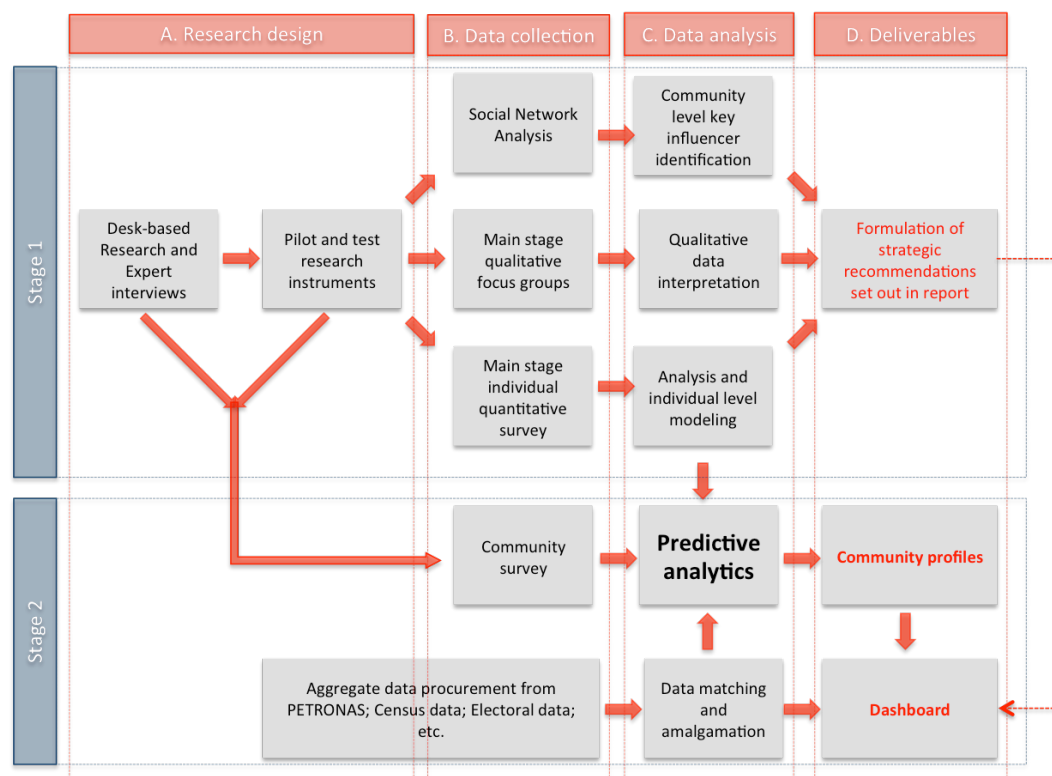 A. Research design
B. Data collection
C. Data analysis
D. Deliverables
Stage 1
Social Network
Analysis
Community
level key
influencer
identification
Desk-based
Research and
Expert
interviews
Pilot and test
research
instruments
Main stage
qualitative
focus groups
Qualitative
data
interpretation
Formulation of
strategic
recommendations
set out in report
Main stage
individual
quantitative
survey
Analysis and
individual level
modeling
Stage 2
Community
survey
Predictive
analytics
Community profiles
Aggregate data procurement from
PETRONAS; Census data; Electoral data;
etc.
Data matching
and
amalgamation
Dashboard